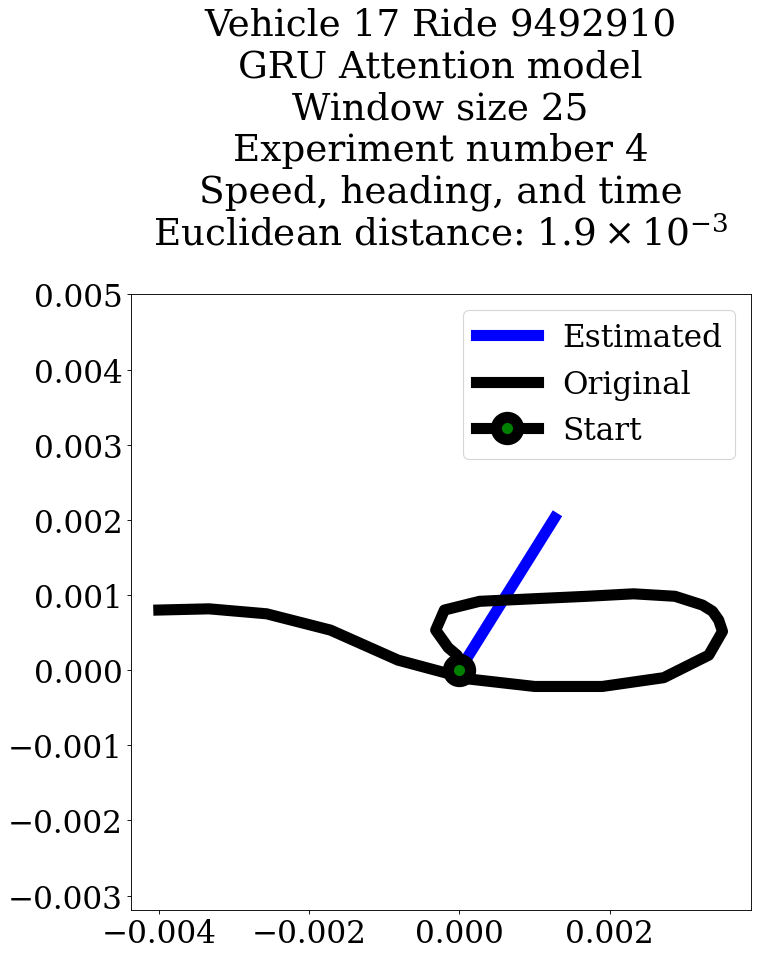 Vehicle 17 Ride 9492910
GRU Attention model
Window size 25
Experiment number 4
Speed, heading, and time
Euclidean distance: 1.9 × 10⁻³
0.005
0.004
0.003
0.002
0.001
0.000
−0.001
−0.002
−0.003
Estimated
Original
Start
−0.004 −0.002 0.000 0.002